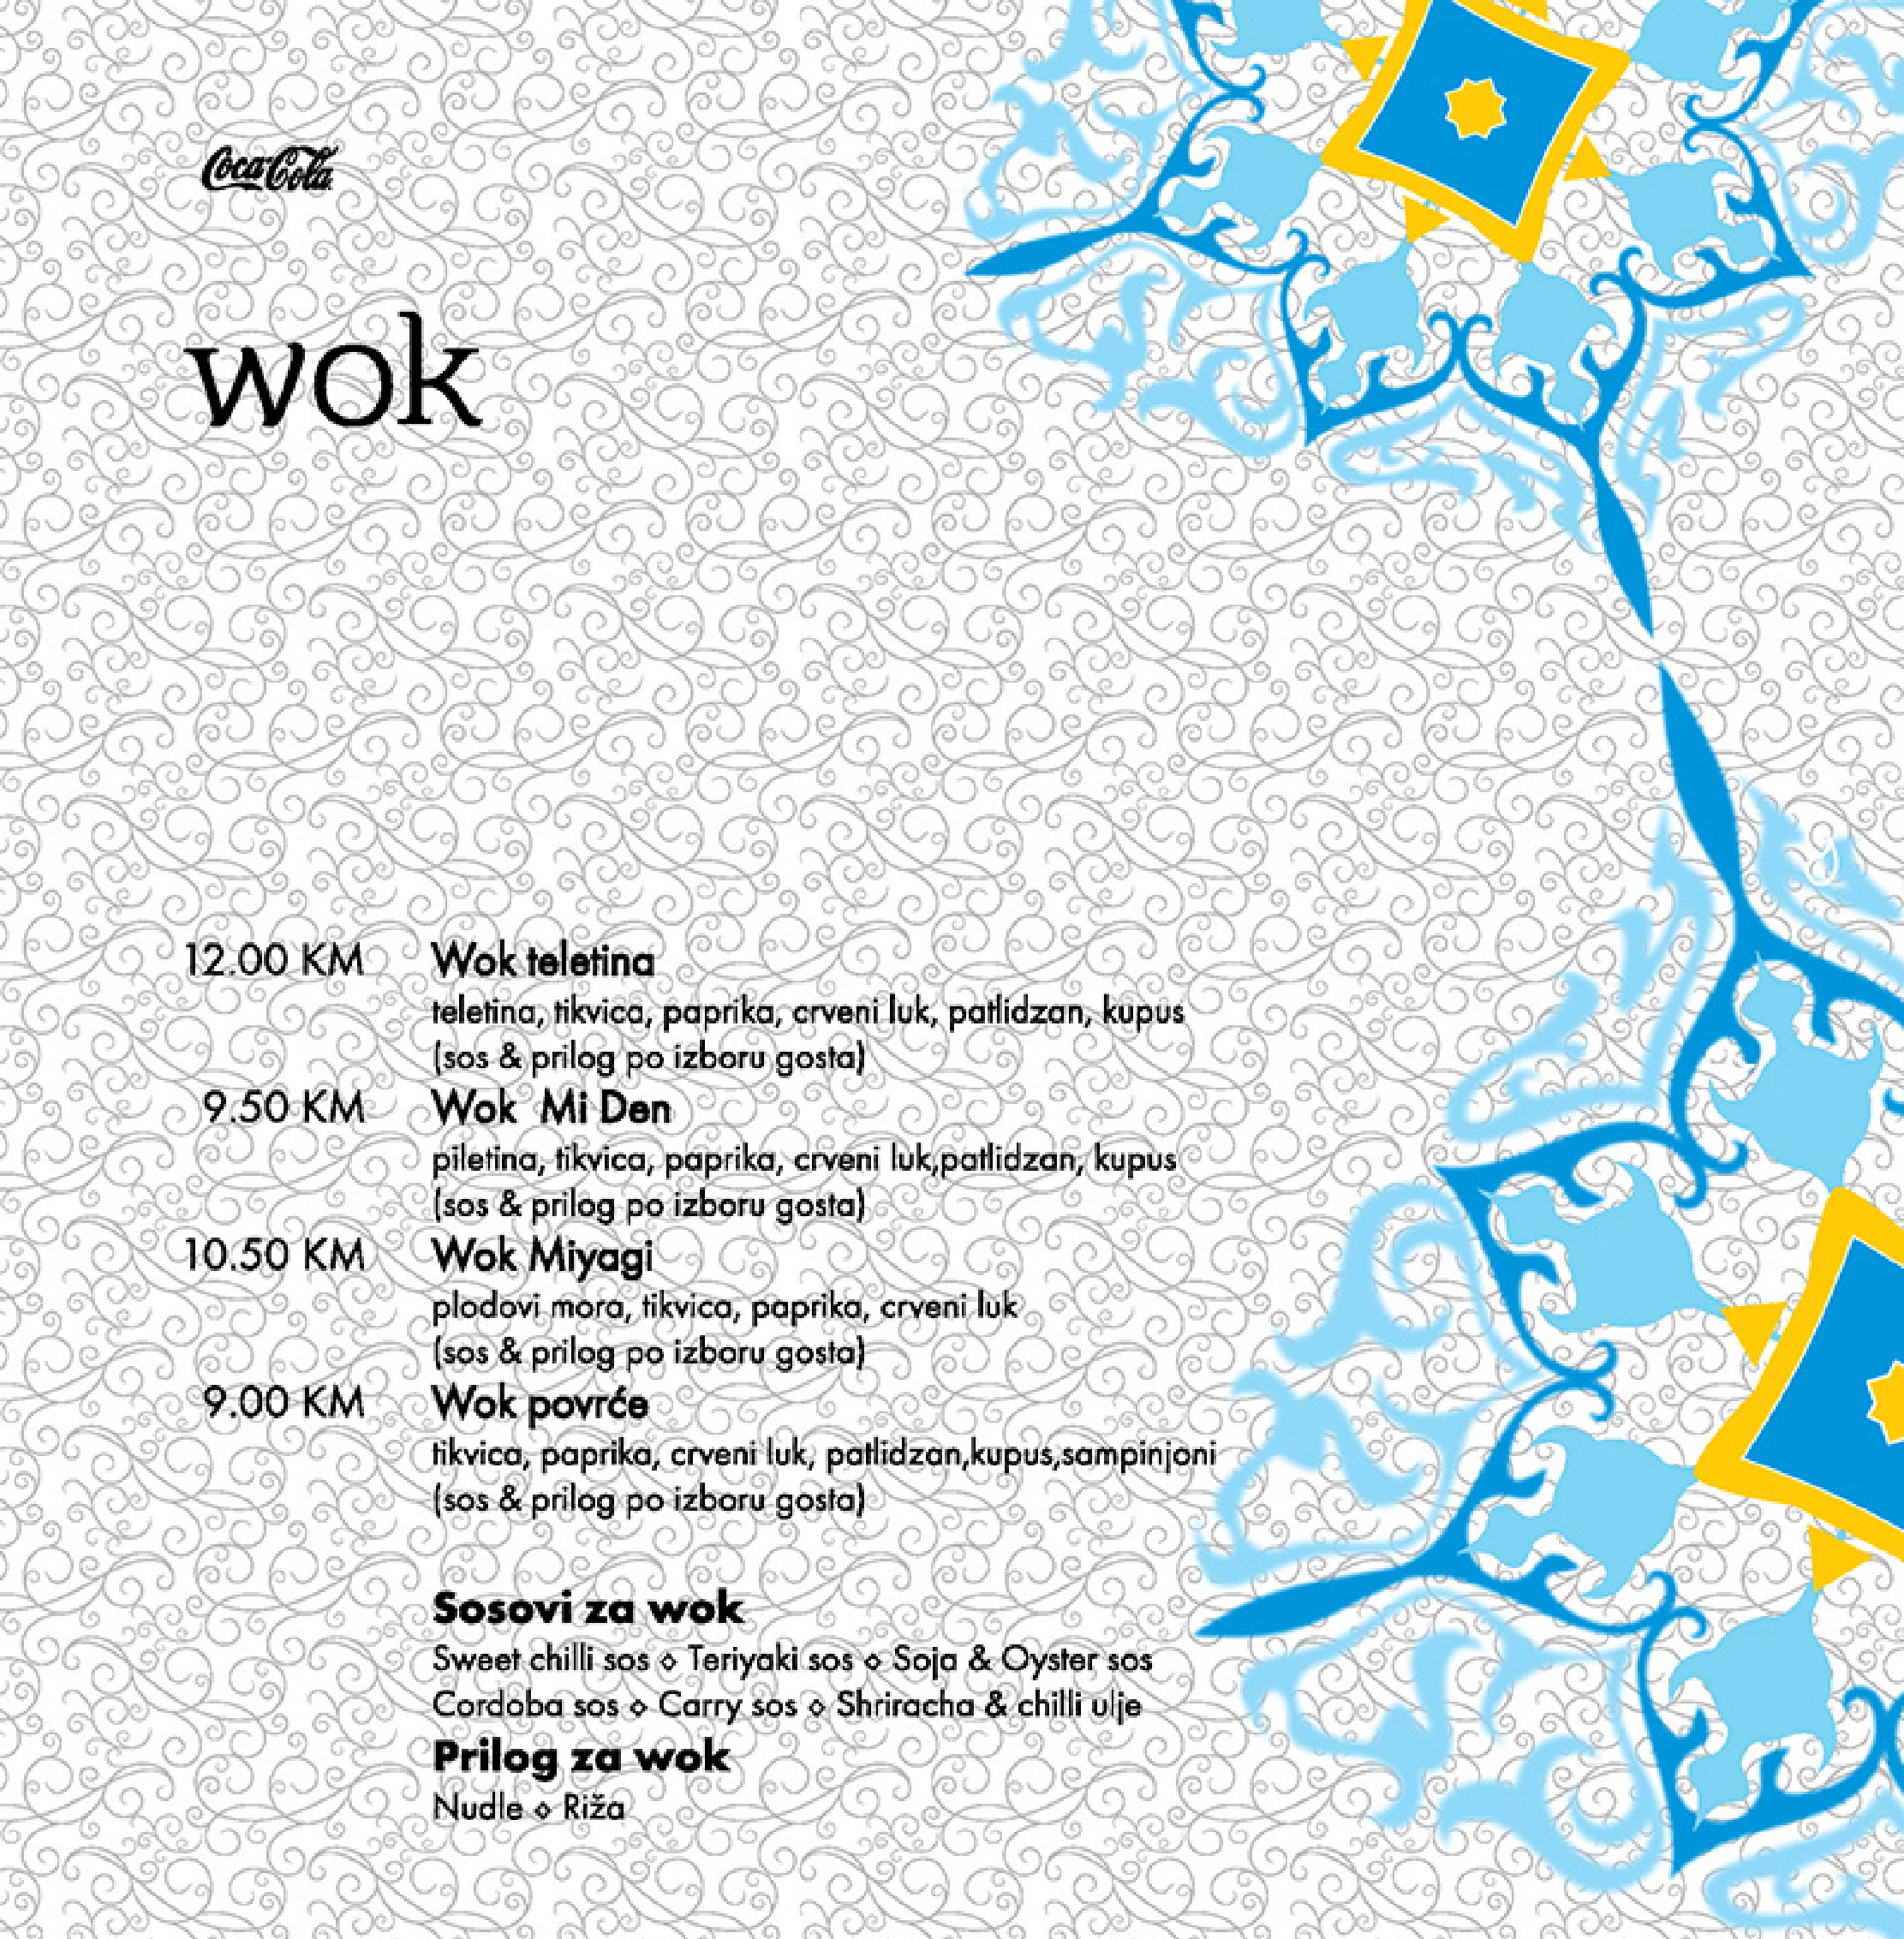 Coca-Cola
wok
12.00 KM Wok teletina
teletina, tikvica, paprika, crveni luk, patlidzan, kupus
(sos & prilog po izboru gosta)
9.50 KM Wok Mi Den
piletina, tikvica, paprika, crveni luk,patlidzan, kupus
(sos & prilog po izboru gosta)
10.50 KM Wok Miyagi
plodovi mora, tikvica, paprika, crveni luk
(sos & prilog po izboru gosta)
9.00 KM Wok povrće
tikvica, paprika, crveni luk, patlidzan,kupus,sampinjoni
(sos & prilog po izboru gosta)
Sosovi za wok
Sweet chilli sos ⋄ Teriyaki sos ⋄ Soja & Oyster sos
Cordoba sos ⋄ Carry sos ⋄ Shriracha & chilli ulje
Prilog za wok
Nudle ⋄ Riža